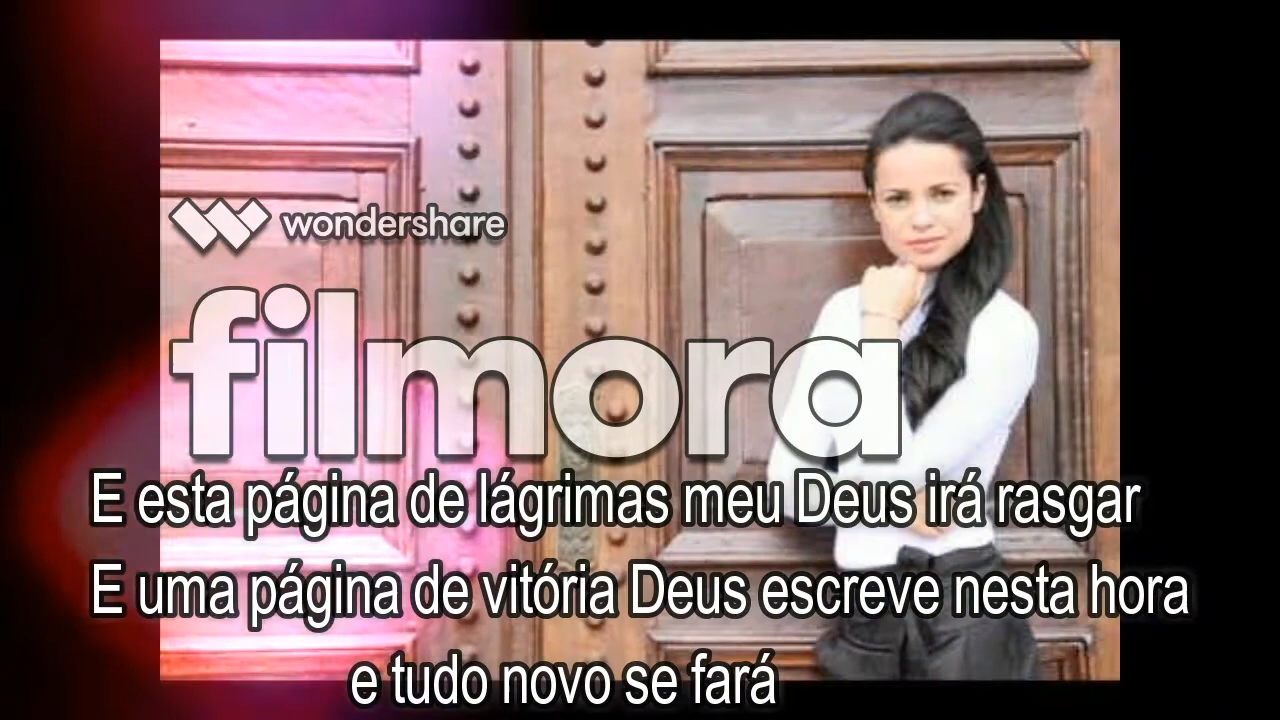 wondershare
filmora
E esta página de lágrimas meu Deus irá rasgar
E uma página de vitória Deus escreve nesta hora
e tudo novo se fará